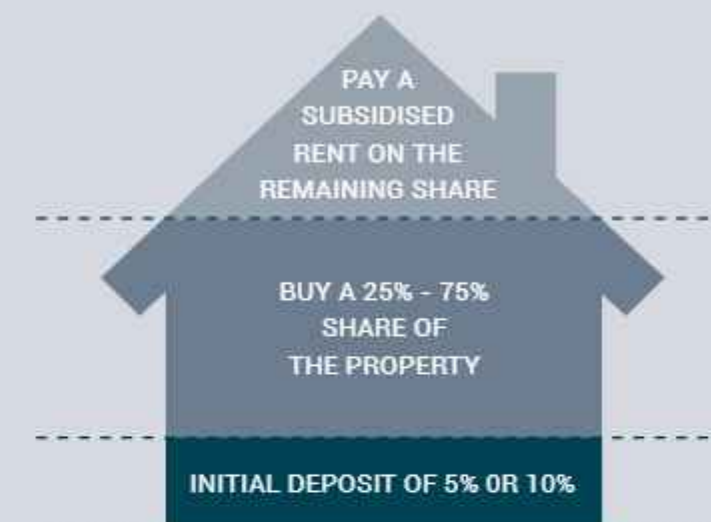 PAY A
SUBSIDISED
RENT ON THE
REMAINING SHARE
BUY A 25% - 75%
SHARE OF
THE PROPERTY
INITIAL DEPOSIT OF 5% 0R 10%